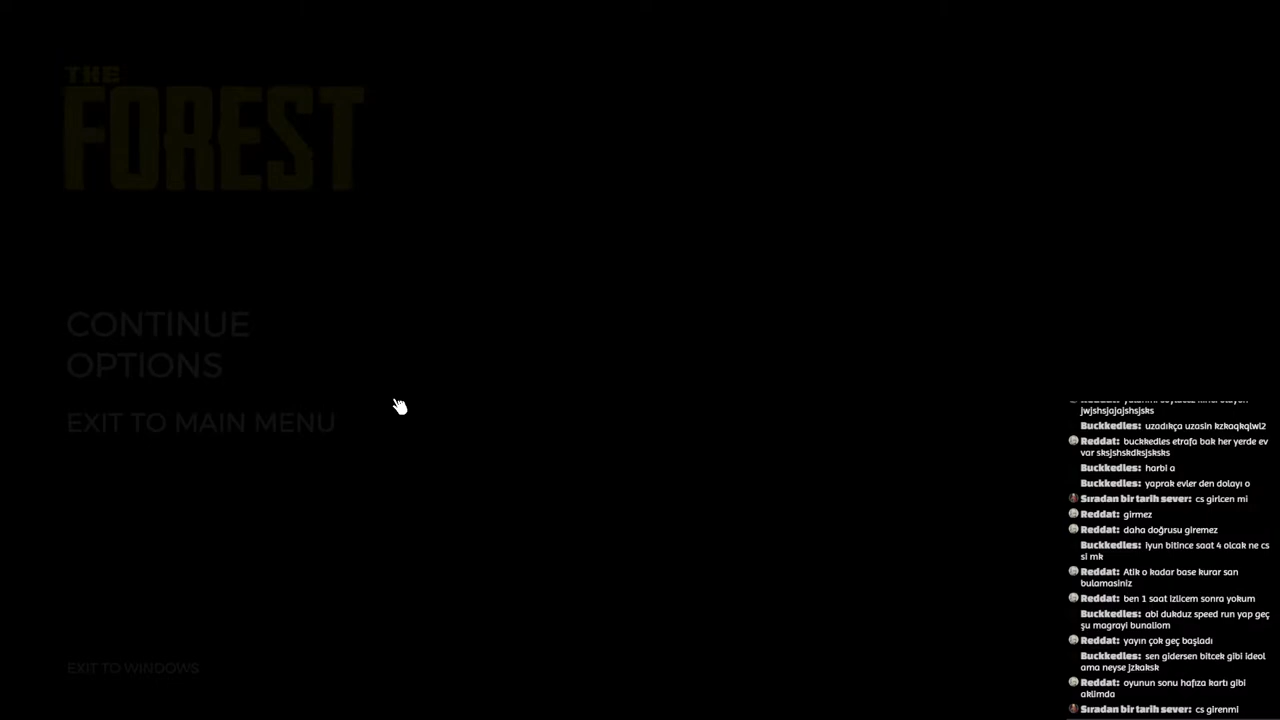 THE
FOREST
CONTINUE
OPTIONS
EXIT TO MAIN MENU
EXIT TO WINDOWS
jwjshsjajajshsjsks
Buckkedles: uzadıkça uzasin kzkaqkqlwl2
Reddat: buckkedles etrafa bak her yerde ev
var sksjshskdksjsksks
Buckkedles: harbi a
Buckkedles: yaprak evler den dolayı o
Sıradan bir tarih sever: cs girlcen mi
Reddat: girmez
Reddat: daha doğrusu giremez
Buckkedles: iyun bitince saat 4 olcak ne cs
si mk
Reddat: Atik o kadar base kurar san
bulamasiniz
Reddat: ben 1 saat izlicem sonra yokum
Buckkedles: abi dukduz speed run yap geç
şu magrayi bunaliom
Reddat: yayın çok geç başladı
Buckkedles: sen gidersen bitcek gibi ideol
ama neyse jzkaksk
Reddat: oyunun sonu hafıza kartı gibi
aklimda
Sıradan bir tarih sever: cs girenmi